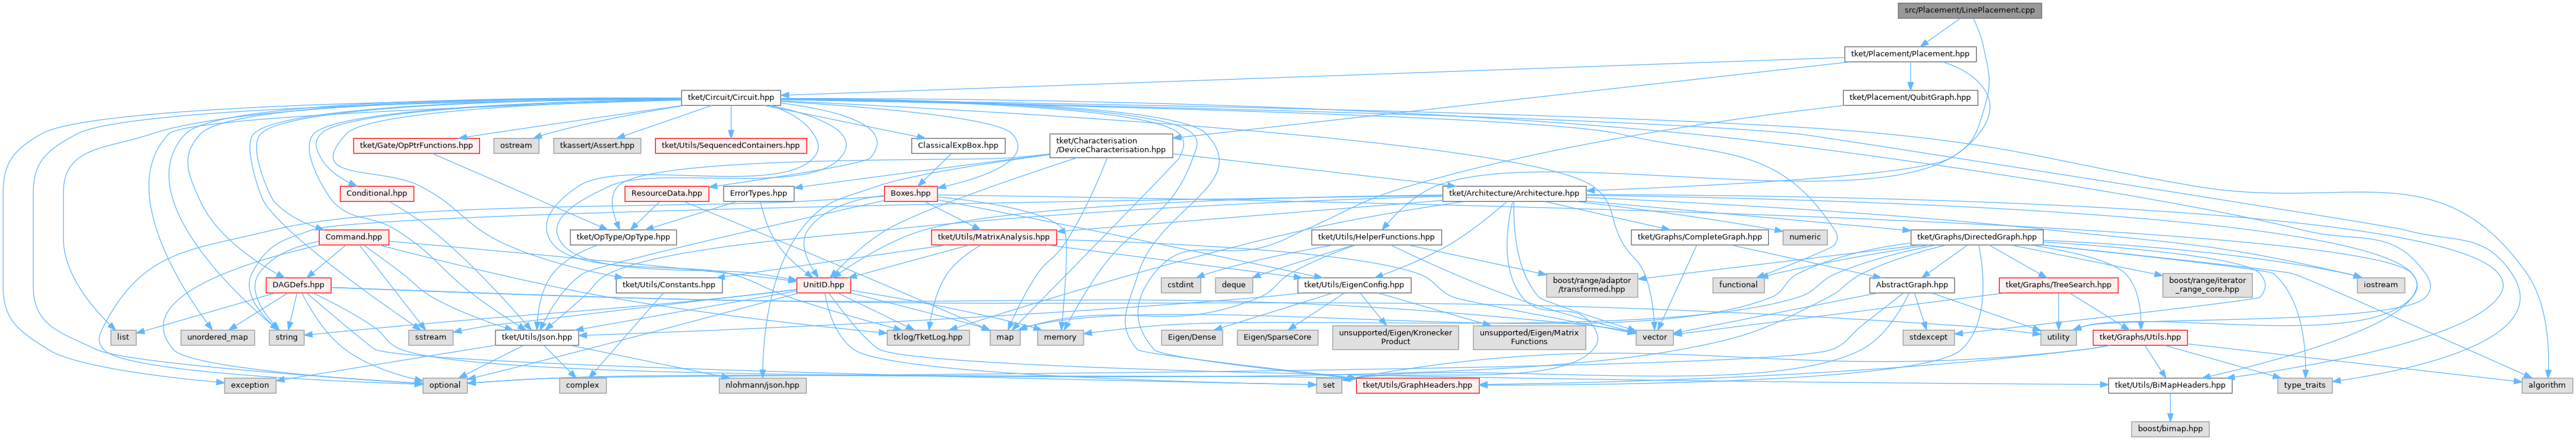 src/Placement/LinePlacement.cpp
tket/Placement/Placement.hpp
tket/Circuit/Circuit.hpp
tket/Placement/QubitGraph.hpp
tket/Gate/OpPtrFunctions.hpp
ostream
tkassert/Assert.hpp
tket/Utils/SequencedContainers.hpp
ClassicalExpBox.hpp
tket/Characterisation
/DeviceCharacterisation.hpp
Conditional.hpp
ResourceData.hpp
ErrorTypes.hpp
Boxes.hpp
tket/Architecture/Architecture.hpp
Command.hpp
tket/OpType/OpType.hpp
tket/Utils/MatrixAnalysis.hpp
tket/Utils/HelperFunctions.hpp
tket/Graphs/CompleteGraph.hpp
numeric
tket/Graphs/DirectedGraph.hpp
DAGDefs.hpp
tket/Utils/Constants.hpp
UnitID.hpp
cstdint
deque
tket/Utils/EigenConfig.hpp
boost/range/adaptor
/transformed.hpp
functional
AbstractGraph.hpp
tket/Graphs/TreeSearch.hpp
boost/range/iterator
_range_core.hpp
iostream
list
unordered_map
string
sstream
tket/Utils/Json.hpp
tklog/TketLog.hpp
map
memory
Eigen/Dense
Eigen/SparseCore
unsupported/Eigen/Kronecker
Product
unsupported/Eigen/Matrix
Functions
vector
stdexcept
utility
tket/Graphs/Utils.hpp
exception
optional
complex
nlohmann/json.hpp
set
tket/Utils/GraphHeaders.hpp
tket/Utils/BiMapHeaders.hpp
type_traits
algorithm
boost/bimap.hpp